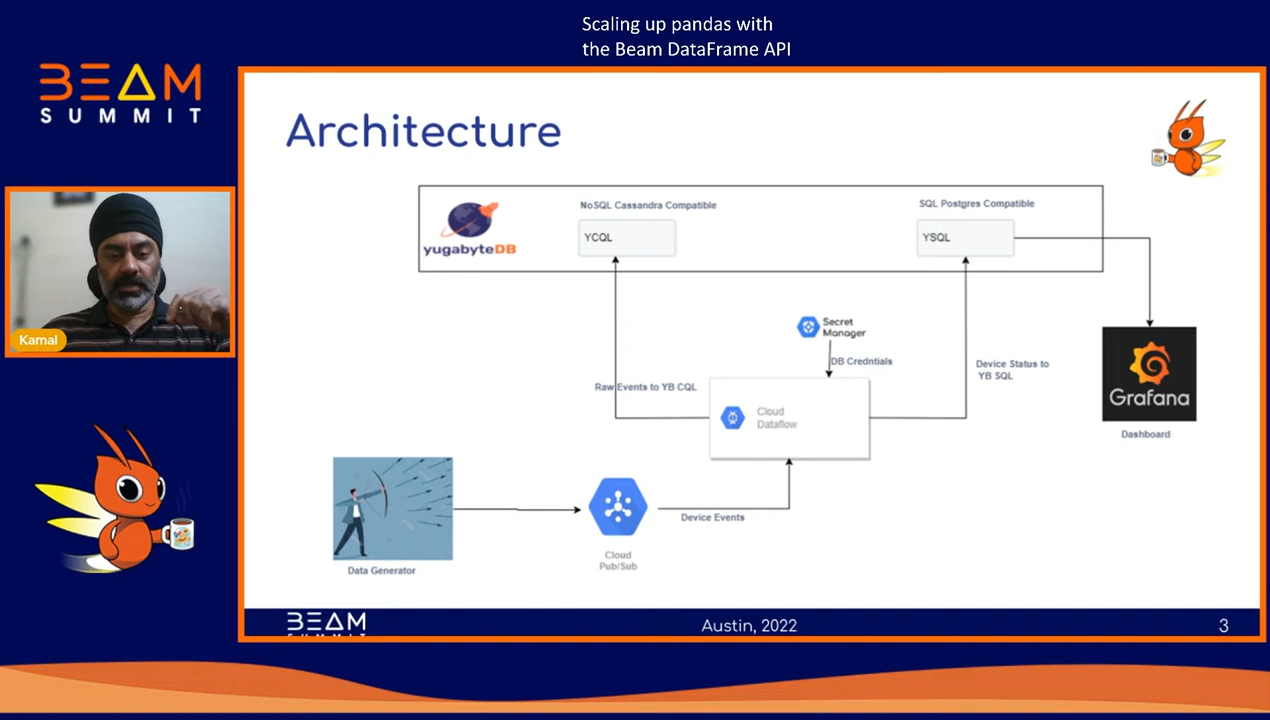 Scaling up pandas with
the Beam DataFrame API
BEAM
SUMMIT
Architecture
yugabyteDB
NoSQL Cassandra Compatible
YCQL
SQL Postgres Compatible
YSQL
Secret
Manager
DB Credntials
Raw Events to YB CQL
Device Status to
YB SQL
Cloud
Dataflow
Grafana
Dashboard
Kamal
Device Events
Data Generator
Cloud
Pub/Sub
BEAM
SUMMIT
Austin, 2022
3